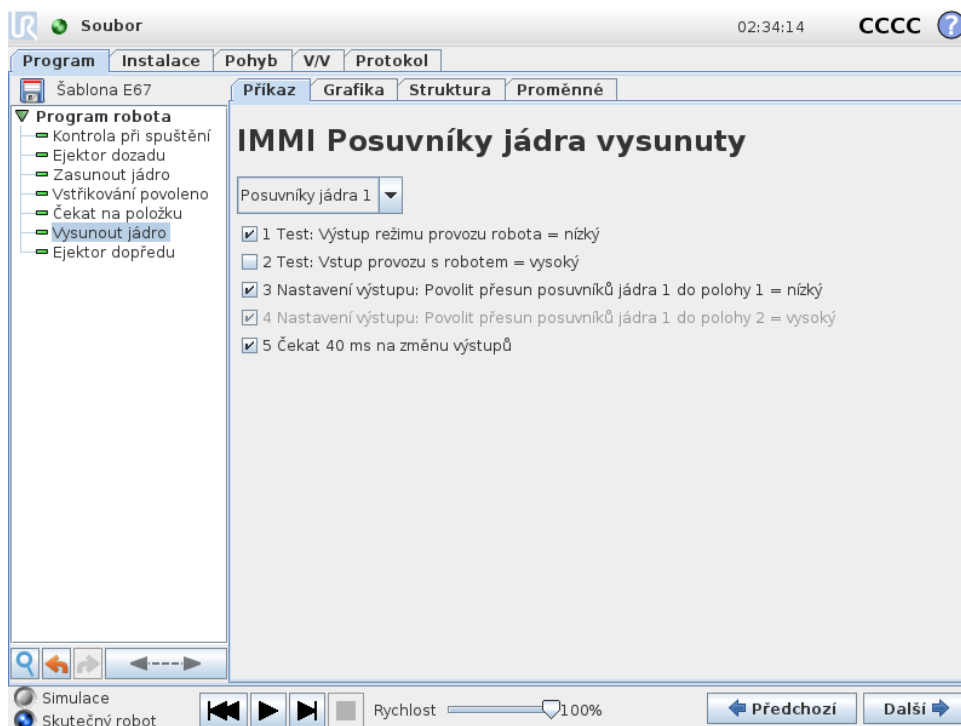 UR Soubor 02:34:14 CCCC ?
Program Instalace Pohyb V/V Protokol
Šablona E67
Příkaz Grafika Struktura Proměnné
Program robota
Kontrola při spuštění
Ejektor dozadu
Zasunout jádro
Vstřikování povoleno
Čekat na položku
Vysunout jádro
Ejektor dopředu
IMMI Posuvníky jádra vysunuty
Posuvníky jádra 1
1 Test: Výstup režimu provozu robota = nízký
2 Test: Vstup provozu s robotem = vysoký
3 Nastavení výstupu: Povolit přesun posuvníků jádra 1 do polohy 1 = nízký
4 Nastavení výstupu: Povolit přesun posuvníků jádra 1 do polohy 2 = vysoký
5 Čekat 40 ms na změnu výstupů
Simulace
Skutečný robot
Rychlost 100%
Předchozí Další